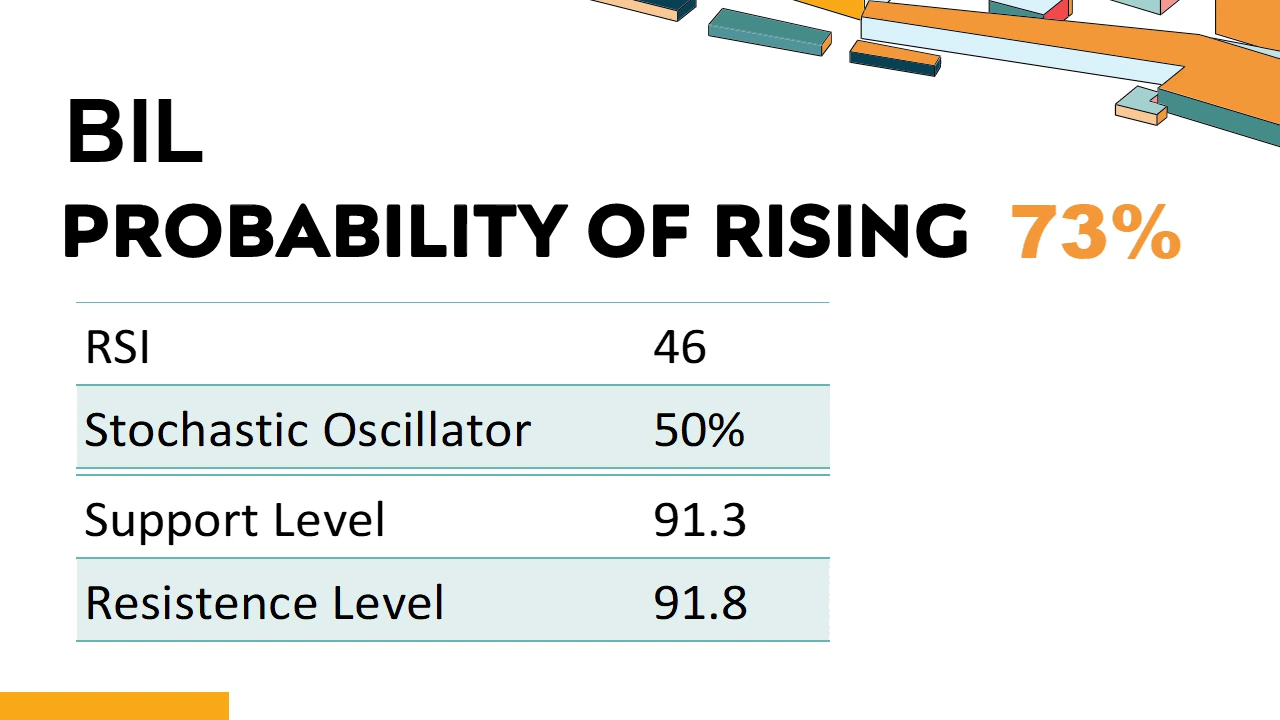 BIL
PROBABILITY OF RISING 73%
RSI 46
Stochastic Oscillator 50%
Support Level 91.3
Resistence Level 91.8